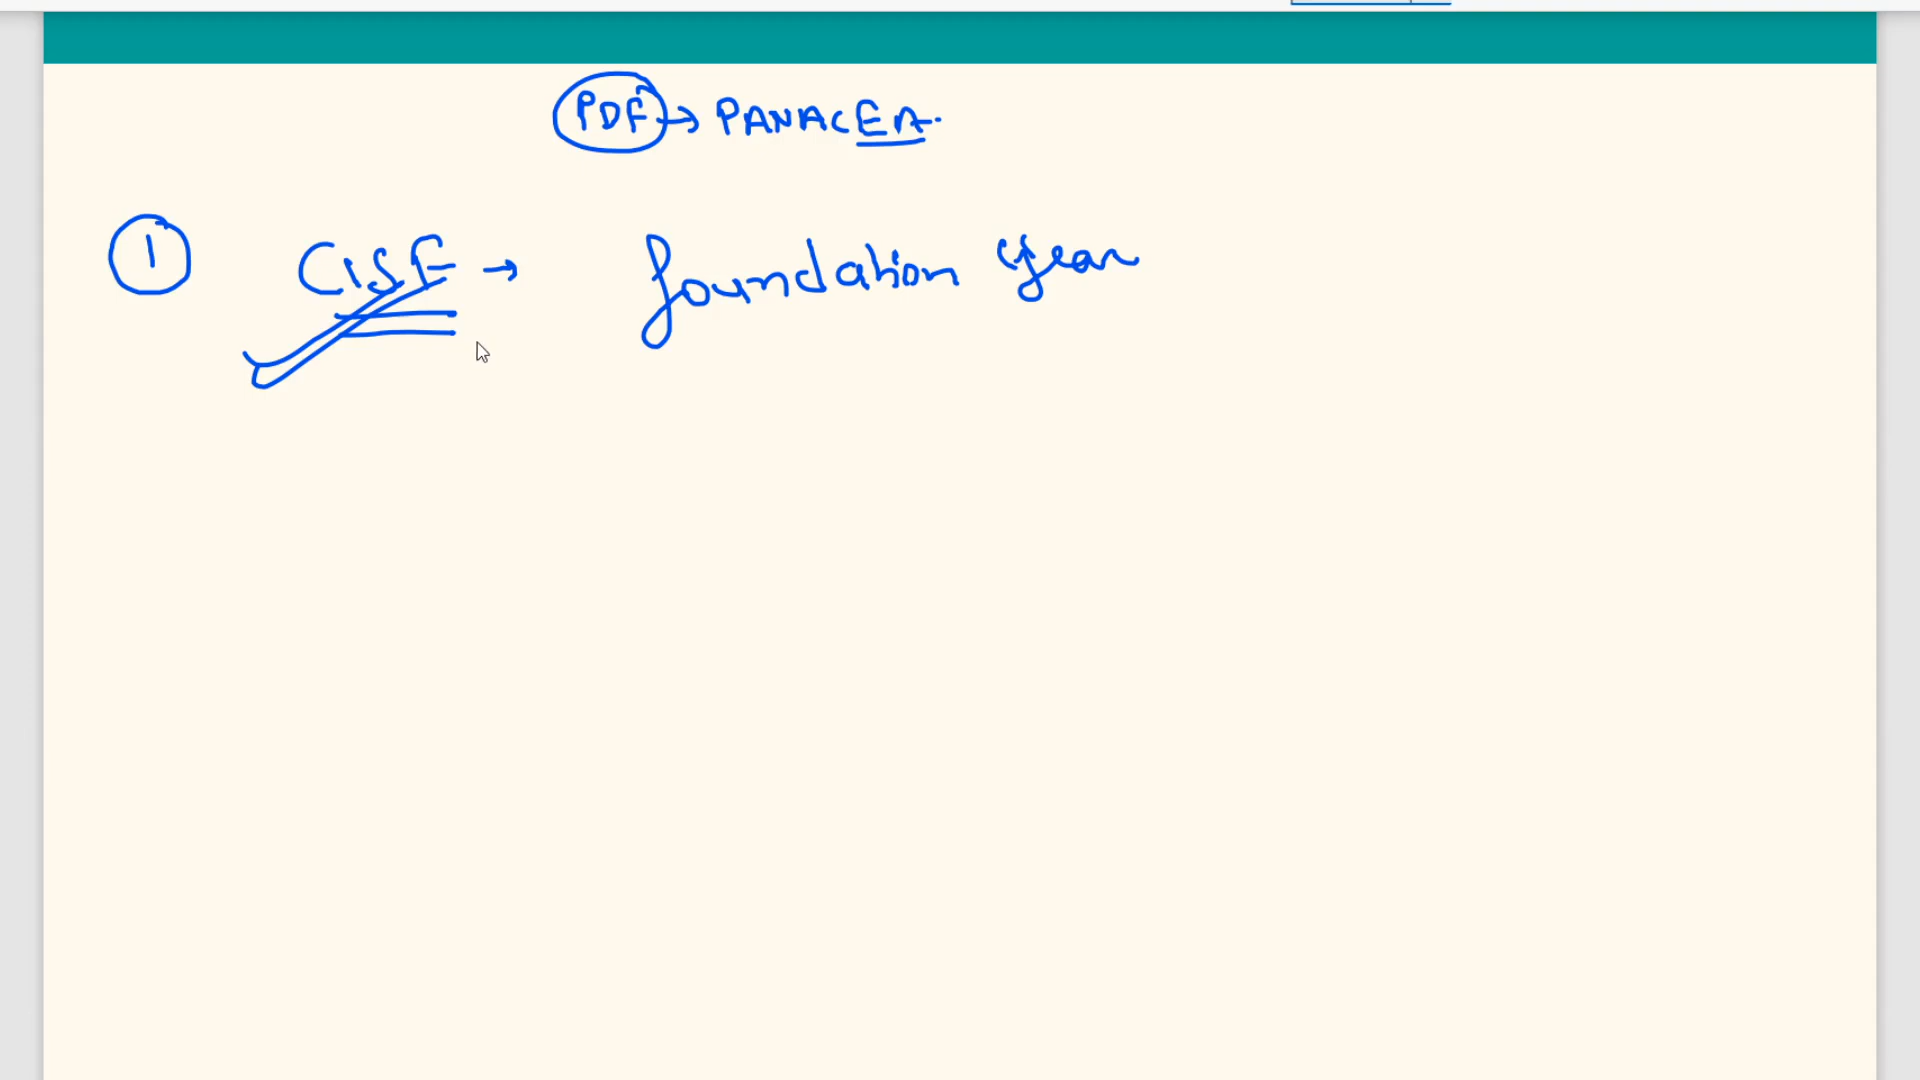 PDF → PANACEA.
1 CISF → foundation year